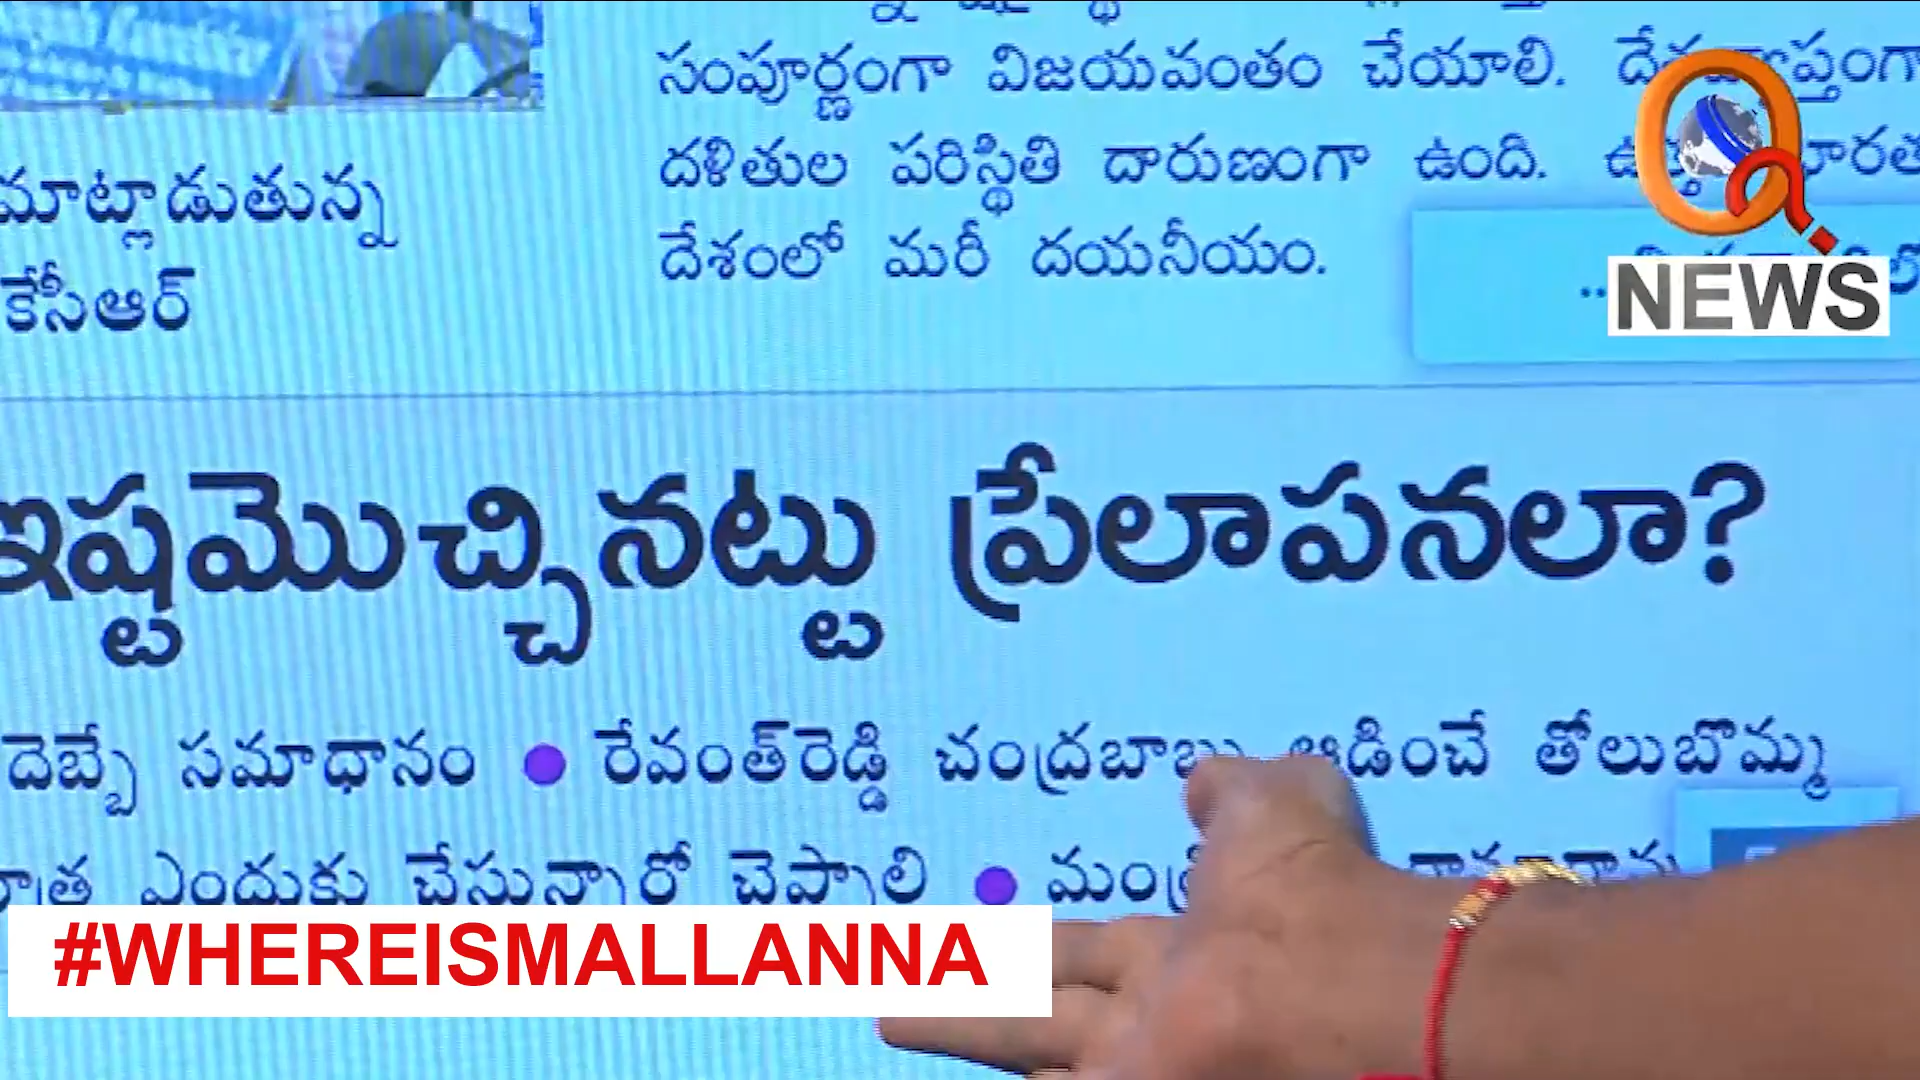 సంపూర్ణంగా విజయవంతం చేయాలి.
దళితుల పరిస్థితి దారుణంగా ఉంది.
దేశంలో మరీ దయనీయం.
మాట్లాడుతున్న
కేసీఆర్
NEWS
ఇష్టమొచ్చినట్టు ప్రేలాపనలా?
దెబ్బే సమాధానం ● రేవంత్‌రెడ్డి చంద్రబాబు ఆడించే తోలుబొమ్మ
ఎందుకు చేస్తున్నారో చెప్పాలి ●
#WHEREISMALLANNA